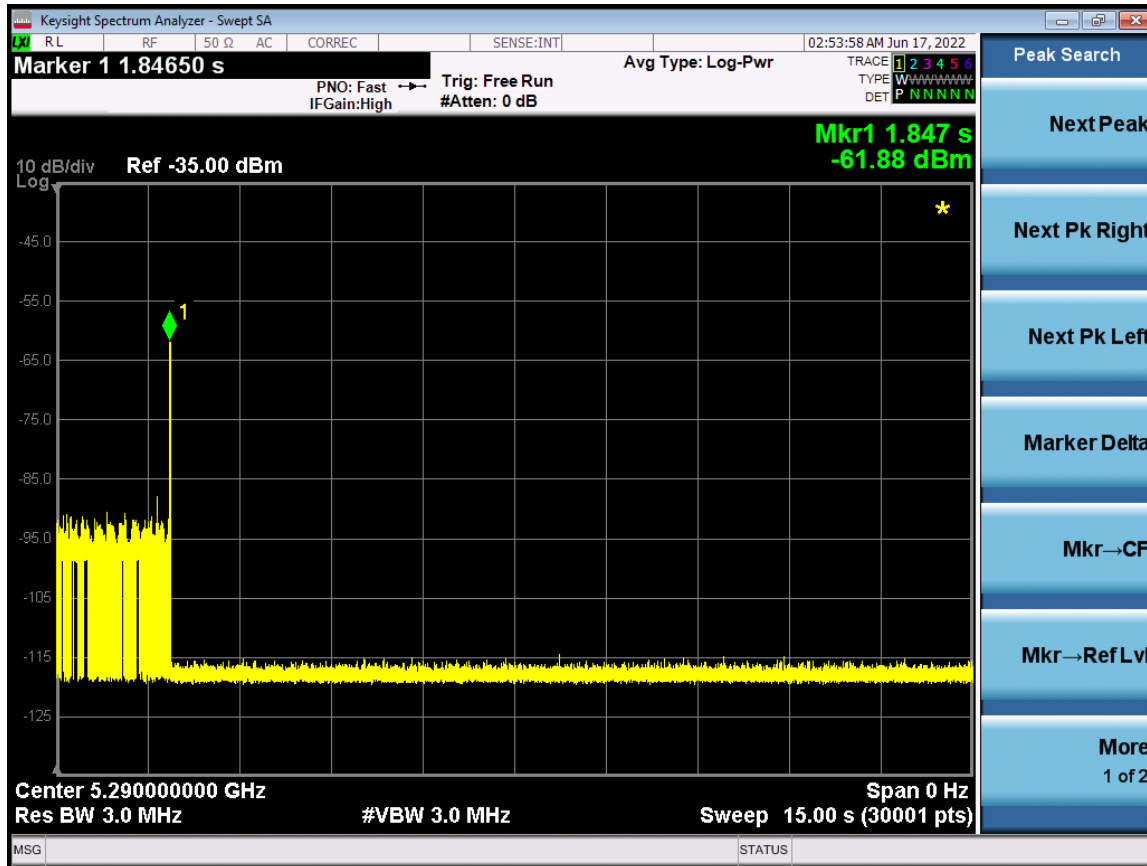 Keysight Spectrum Analyzer - Swept SA
LXI RL RF 50 Ω AC CORREC SENSE:INT 02:53:58 AM Jun 17, 2022
Marker 1 1.84650 s
PNO: Fast
IFGain:High
Trig: Free Run
#Atten: 0 dB
Avg Type: Log-Pwr
TRACE 1 2 3 4 5 6
TYPE WWWWWWW
DET P N N N N N
Mkr1 1.847 s
-61.88 dBm
10 dB/div Ref -35.00 dBm
Log
*
-45.0
-55.0
1
-65.0
-75.0
-85.0
-95.0
-105
-115
-125
Center 5.290000000 GHz Span 0 Hz
Res BW 3.0 MHz #VBW 3.0 MHz Sweep 15.00 s (30001 pts)
MSG STATUS
Peak Search
Next Peak
Next Pk Right
Next Pk Left
Marker Delta
Mkr→CF
Mkr→Ref Lvl
More
1 of 2